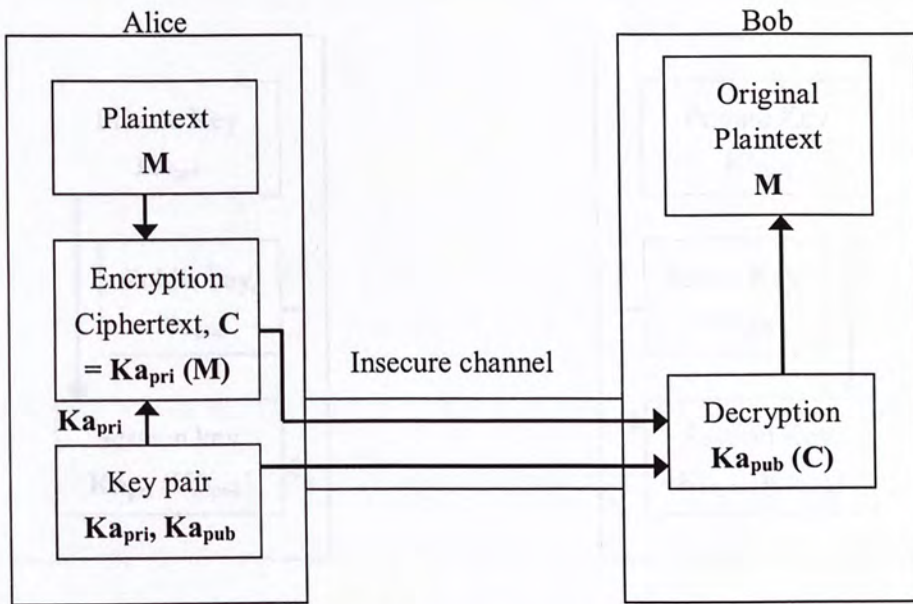 Alice
Plaintext
M
Encryption
Ciphertext, C
= Ka_pri (M)
Ka_pri
Key pair
Ka_pri, Ka_pub
Insecure channel
Bob
Original
Plaintext
M
Decryption
Ka_pub (C)